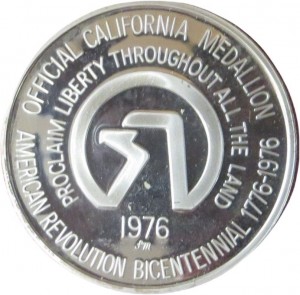 OFFICIAL CALIFORNIA MEDALLION
PROCLAIM LIBERTY THROUGHOUT ALL THE LAND
1976
AMERICAN REVOLUTION BICENTENNIAL 1776-1976